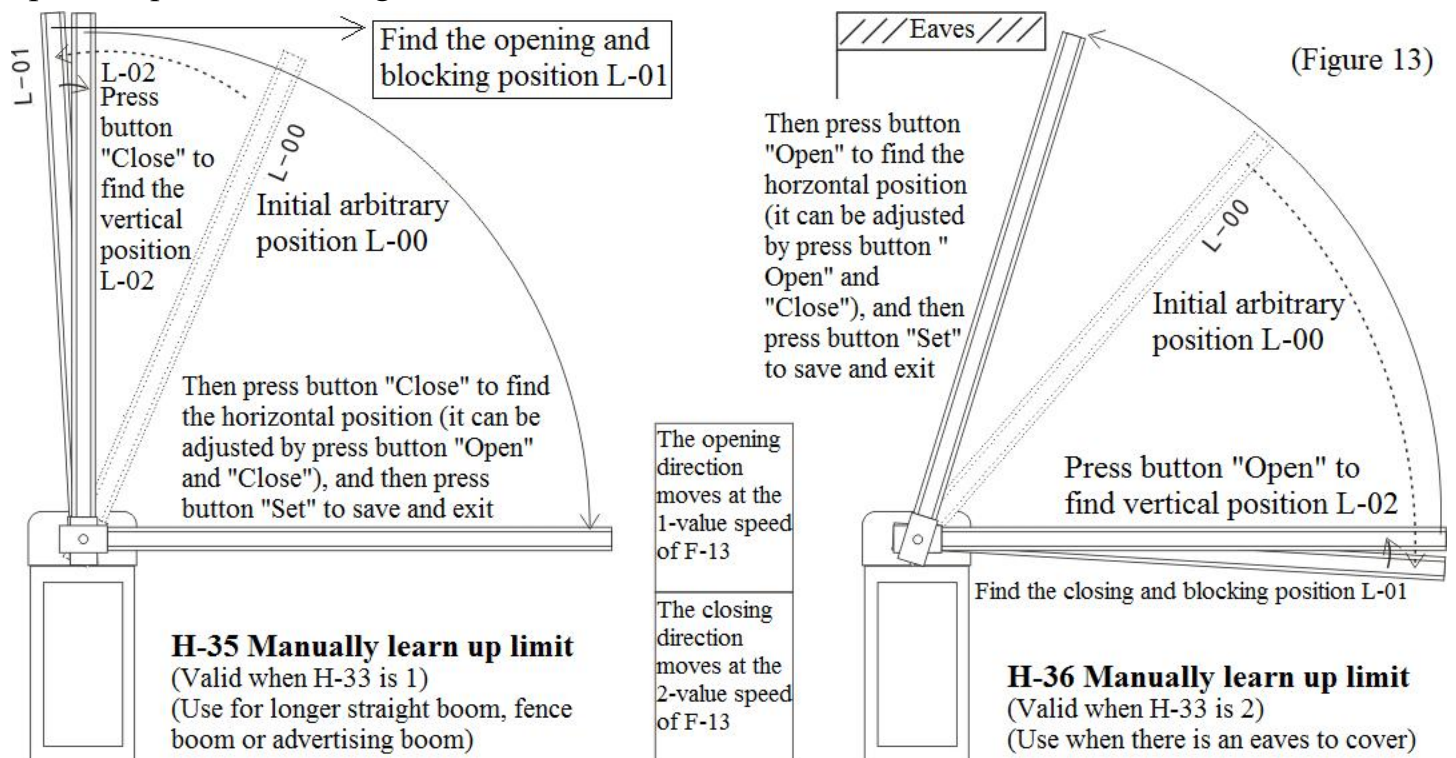 L-01
L-02
Press
button
"Close" to
find the
vertical
position
L-02
Find the opening and
blocking position L-01
L-00
Initial arbitrary
position L-00
Then press button "Close" to find
the horizontal position (it can be
adjusted by press button "Open"
and "Close"), and then press
button "Set" to save and exit
H-35 Manually learn up limit
(Valid when H-33 is 1)
(Use for longer straight boom, fence
boom or advertising boom)
The opening
direction
moves at the
1-value speed
of F-13
The closing
direction
moves at the
2-value speed
of F-13
Eaves
(Figure 13)
Then press button
"Open" to find the
horzontal position
(it can be adjusted
by press button "
Open" and
"Close"), and then
press button "Set"
to save and exit
L-00
Initial arbitrary
position L-00
Press button "Open" to
find vertical position L-02
Find the closing and blocking position L-01
H-36 Manually learn up limit
(Valid when H-33 is 2)
(Use when there is an eaves to cover)